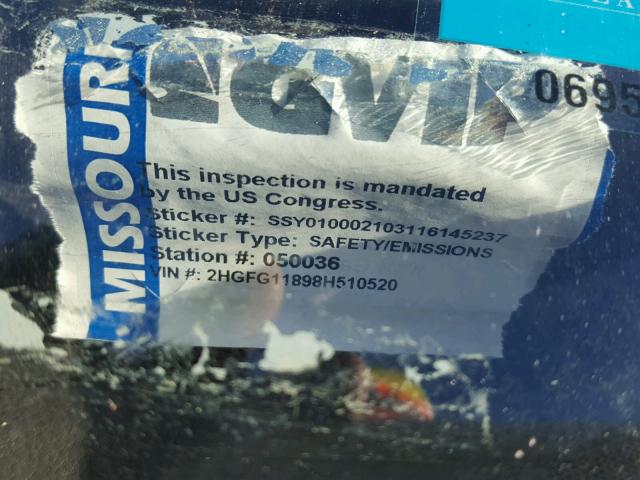 MISSOURI
GVIP
0695
This inspection is mandated
by the US Congress.
Sticker #: SSY010002103116145237
Sticker Type: SAFETY/EMISSIONS
Station #: 050036
VIN #: 2HGFG11898H510520